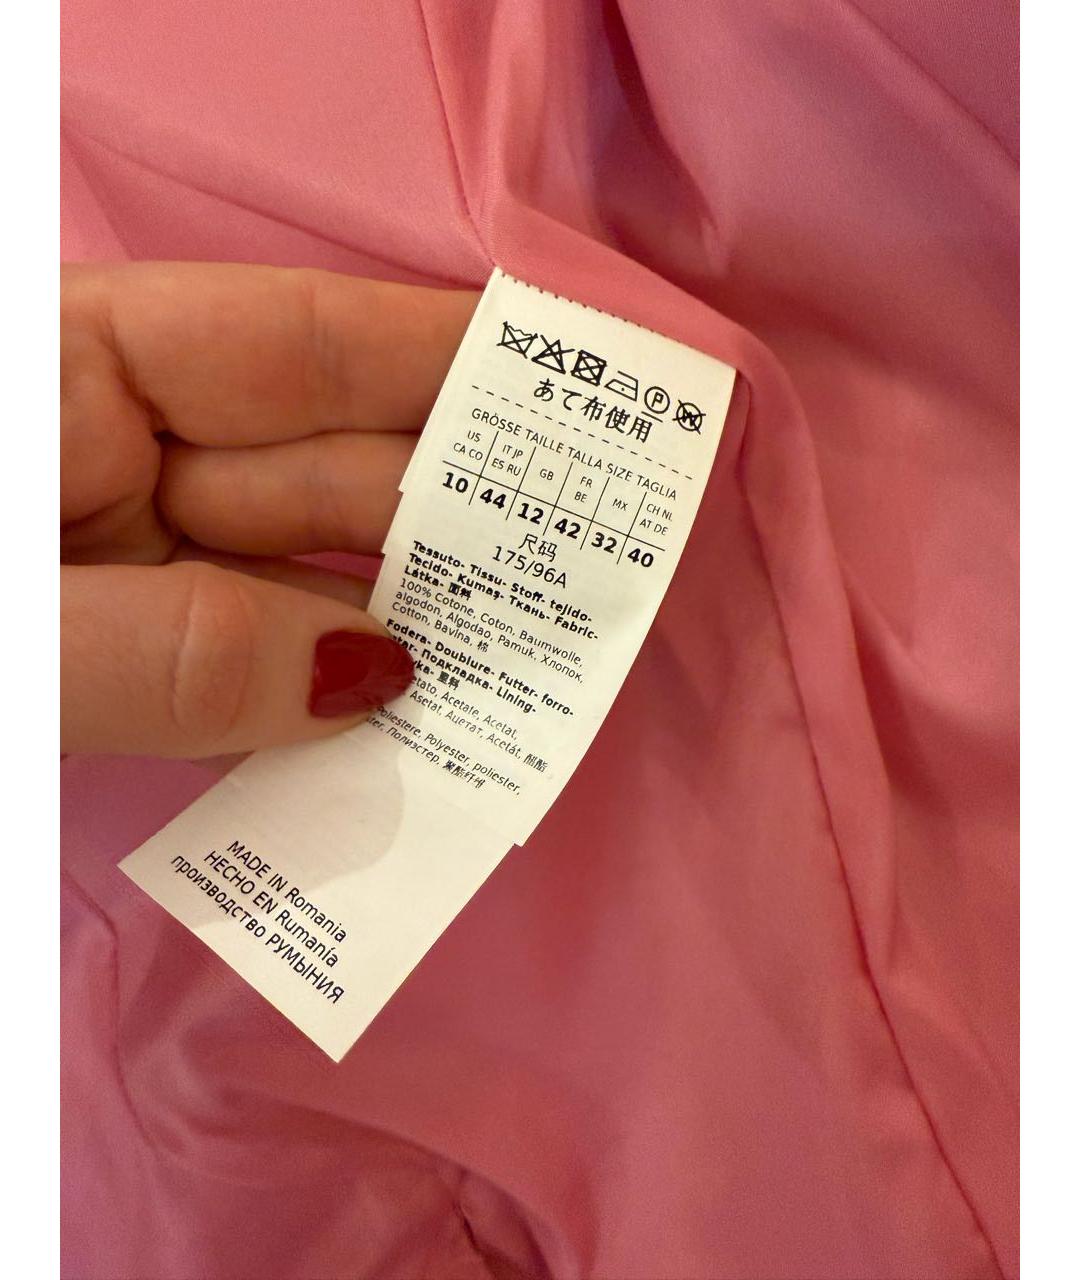 P
W
あて布使用
GRÖSSE TAILLE TALLA SIZE TAGLIA
US CA CO | IT JP ES RU | GB | FR BE | MX | CH NL AT DE
10 | 44 | 12 | 42 | 32 | 40
尺码
175/96A
Tessuto- Tissu- Stoff- tejido-
Tecido- Kumaş- Ткань- Fabric-
Látka- 面料
100% Cotone, Coton, Baumwolle,
algodon, Algodao, Pamuk, Хлопок,
Cotton, Bavlna, 棉
Fodera- Doublure- Futter- forro-
Подкладка- Lining-
里料
Acetate, Acetat,
Asetat, Ацетат, Acetát, 醋酯
Poliestere, Polyester, poliester,
Полиэстер, 聚酯纤维
MADE IN Romania
HECHO EN Rumanía
производство РУМЫНИЯ